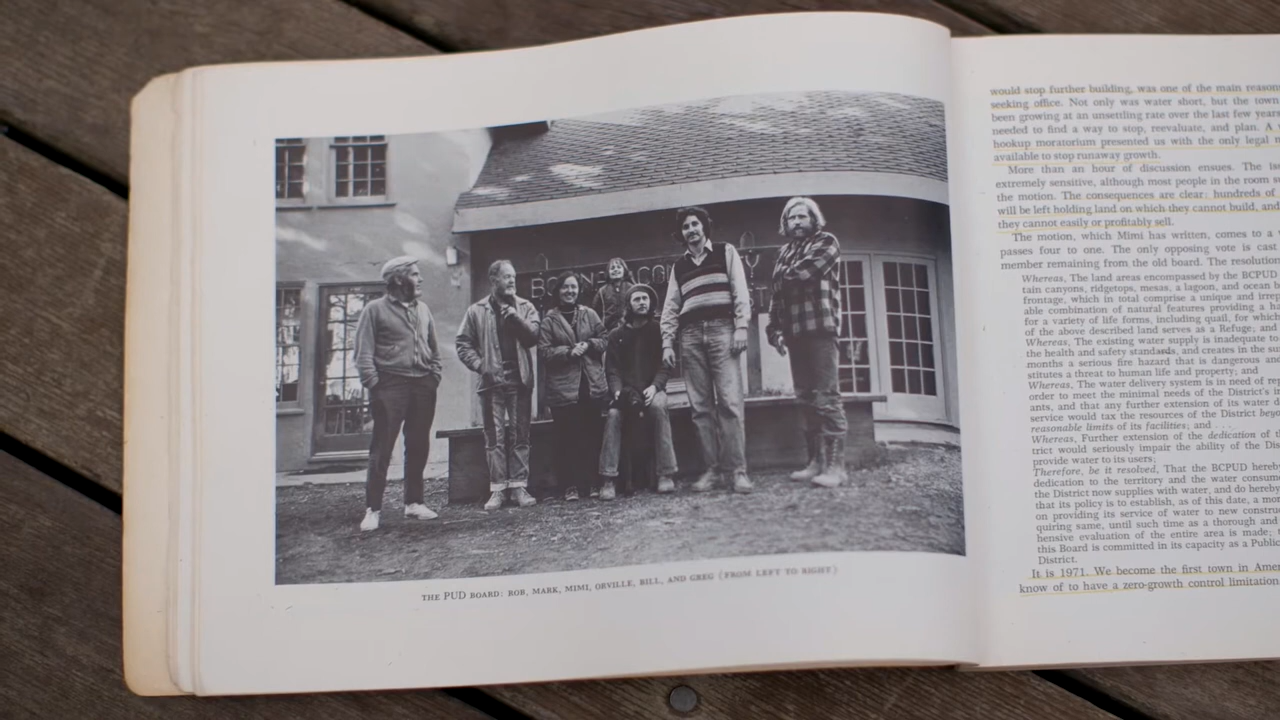 THE PUD BOARD: ROB, MARK, MIMI, ORVILLE, BILL, AND GREG (FROM LEFT TO RIGHT)
would stop further building, was one of the main reason
seeking office. Not only was water short, but the town
been growing at an unsettling rate over the last few years
needed to find a way to stop, reevaluate, and plan. A
hookup moratorium presented us with the only legal
available to stop runaway growth.
More than an hour of discussion ensues. The
extremely sensitive, although most people in the room
the motion. The consequences are clear: hundreds of
will be left holding land on which they cannot build, and
they cannot easily or profitably sell.
The motion, which Mimi has written, comes to a
passes four to one. The only opposing vote is cast
member remaining from the old board. The resolution
Whereas, The land areas encompassed by the BCPUD
tain canyons, ridgetops, mesas, a lagoon, and ocean
frontage, which in total comprise a unique and
able combination of natural features providing a
for a variety of life forms, including quail, for which
of the above described land serves as a Refuge; and
Whereas, The existing water supply is inadequate to
the health and safety standards, and creates in the
months a serious fire hazard that is dangerous and
stitutes a threat to human life and property; and
Whereas, The water delivery system is in need of
order to meet the minimal needs of the District's
ants, and that any further extension of its water
service would tax the resources of the District
reasonable limits of its facilities; and . . .
Whereas, Further extension of the dedication of
trict would seriously impair the ability of the
provide water to its users;
Therefore, be it resolved, That the BCPUD
dedication to the territory and the water
the District now supplies with water, and do
that its policy is to establish, as of this date, a
on providing its service of water to new
quiring same, until such time as a thorough and
hensive evaluation of the entire area is made;
this Board is committed in its capacity as a Public
District.
It is 1971. We become the first town in
know of to have a zero-growth control limitation